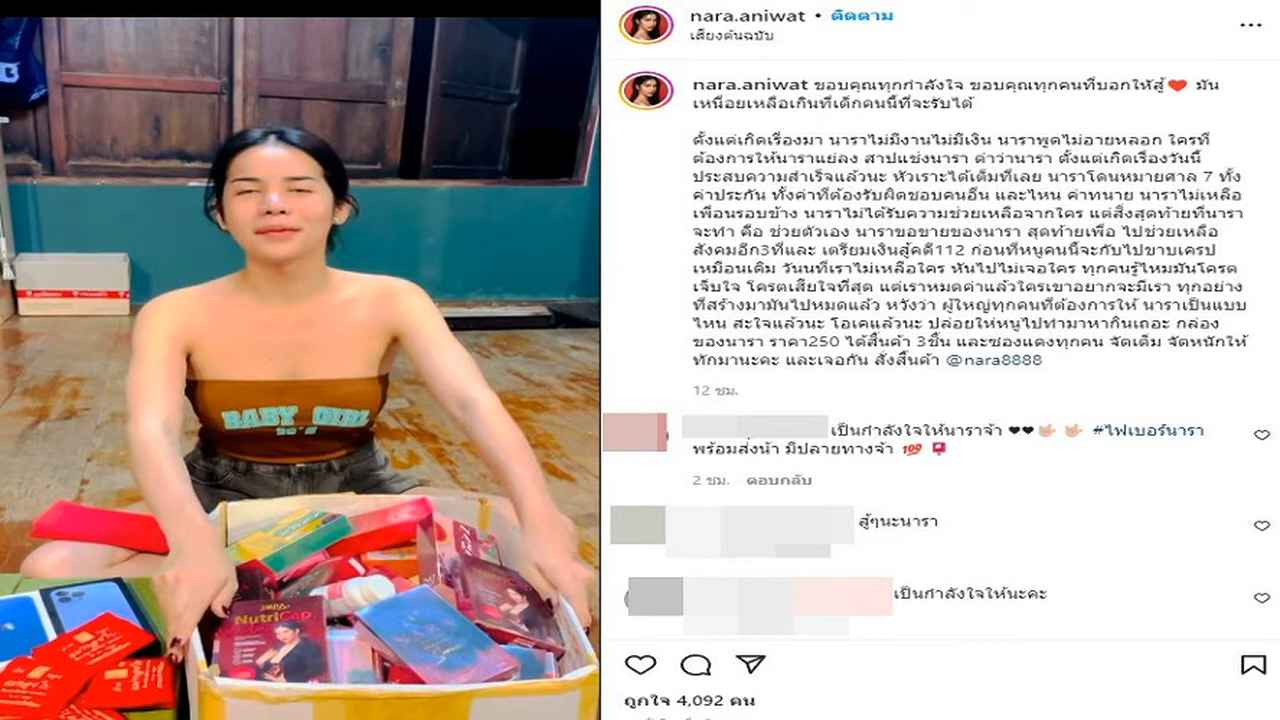 nara.aniwat • ติดตาม
เสียงต้นฉบับ
nara.aniwat ขอบคุณทุกกำลังใจ ขอบคุณทุกคนที่บอกให้สู้❤️ มัน
เหนื่อยเหลือเกินที่เด็กคนนี้ที่จะรับได้
ตั้งแต่เกิดเรื่องมา นาราไม่มีงานไม่มีเงิน นาราพูดไม่อายหลอก ใครที่
ต้องการให้นาราแย่ลง สาปแช่งนารา ด่าว่านารา ตั้งแต่เกิดเรื่องวันนี้
ประสบความสำเร็จแล้วนะ หัวเราะได้เต็มที่เลย นาราโดนหมายศาล 7 ทั้ง
ค่าประกัน ทั้งค่าที่ต้องรับผิดชอบคนอื่น และไหน ค่าทนาย นาราไม่เหลือ
เพื่อนรอบข้าง นาราไม่ได้รับความช่วยเหลือจากใคร แต่สิ่งสุดท้ายที่นารา
จะทำ คือ ช่วยตัวเอง นาราขอขายของนารา สุดท้ายเพื่อ ไปช่วยเหลือ
สังคมอีก3ที่และ เตรียมเงินสู้คดี112 ก่อนที่หนูคนนี้จะกับไปขาบเครป
เหมือนเดิม วันนที่เราไม่เหลือใคร หันไปไม่เจอใคร ทุกคนรู้ไหมมันโครต
เจ็บใจ โครตเสียใจที่สุด แต่เราหมดค่าแล้วใครเขาอยากจะมีเรา ทุกอย่าง
ที่สร้างมามันไปหมดแล้ว หวังว่า ผู้ใหญ่ทุกคนที่ต้องการให้ นาราเป็นแบบ
ไหน สะใจแล้วนะ โอเคแล้วนะ ปล่อยให่หนูไปทำมาหากินเถอะ กล่อง
ของนารา ราคา250 ได้สิ้นค้า 3ชิ้น และซองแดงทุกคน จัดเต็ม จัดหนักให้
ทักมานะคะ และเจอกัน สั่งสิ้นค้า @nara8888
12 ชม.
เป็นกำลังใจให้นาราจ้า ❤❤🤟🏻🤟🏻 #ไฟเบอร์นารา
พร้อมส่งน้า มีปลายทางจ้า 💯 📮
2 ชม. ตอบกลับ
สู้ๆนะนารา
เป็นกำลังใจให้นะคะ
ถูกใจ 4,092 คน
BABY GIRL
NutriCap